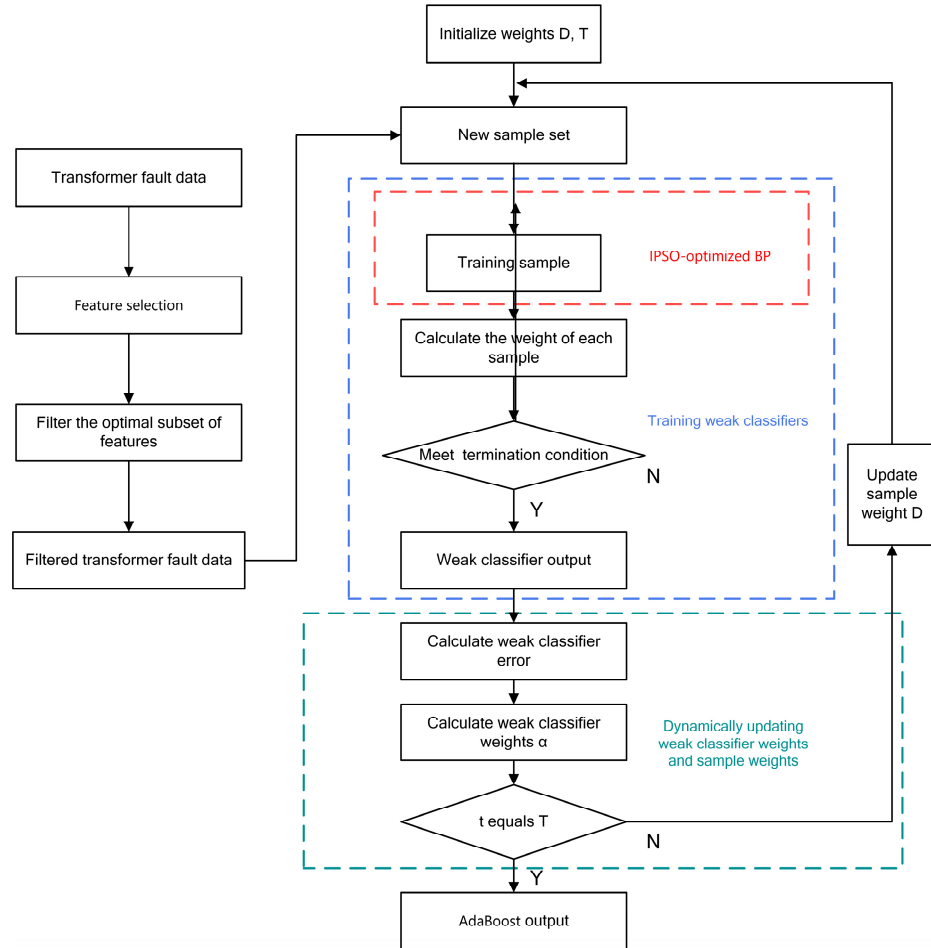 Initialize weights D, T
New sample set
Transformer fault data
Training sample
IPSO-optimized BP
Feature selection
Calculate the weight of each
sample
Filter the optimal subset of
features
Training weak classifiers
Meet termination condition
N
Update
sample
weight D
Y
Filtered transformer fault data
Weak classifier output
Calculate weak classifier
error
Calculate weak classifier
weights α
Dynamically updating
weak classifier weights
and sample weights
t equals T
N
Y
AdaBoost output